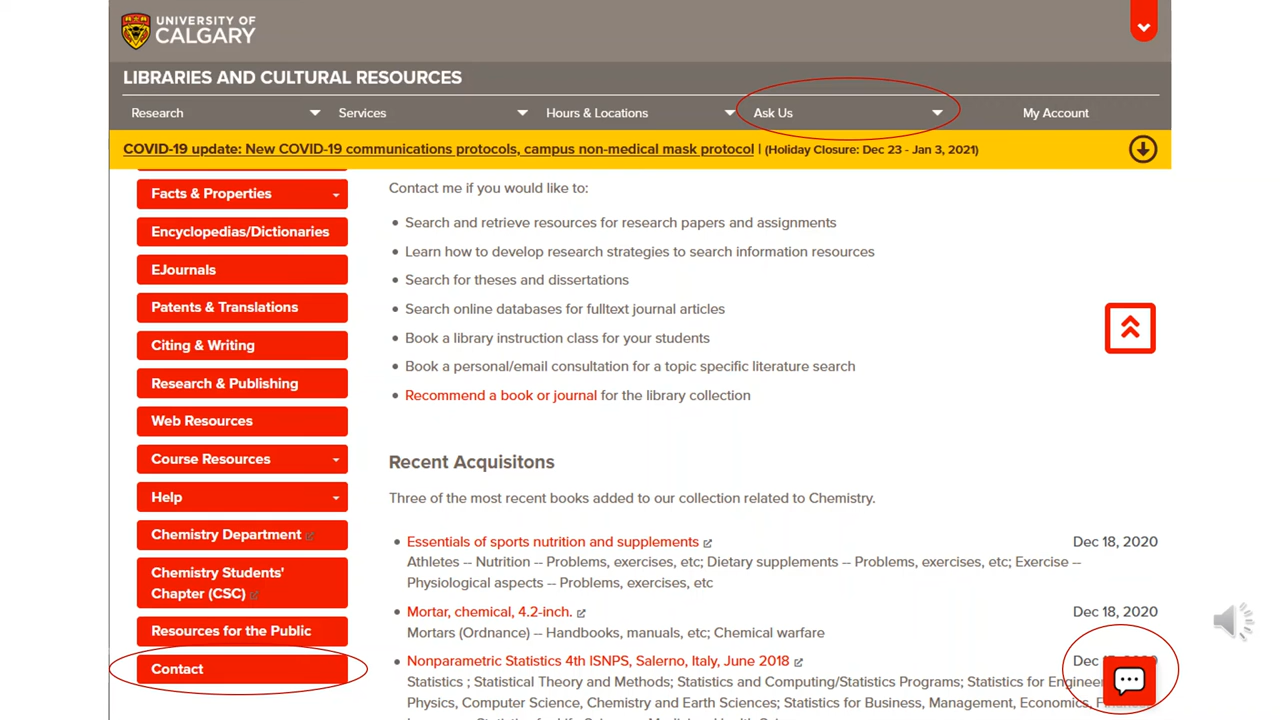 UNIVERSITY OF
CALGARY
LIBRARIES AND CULTURAL RESOURCES
Research
Services
Hours & Locations
Ask Us
My Account
COVID-19 update: New COVID-19 communications protocols, campus non-medical mask protocol | (Holiday Closure: Dec 23 - Jan 3, 2021)
Facts & Properties
Encyclopedias/Dictionaries
EJournals
Patents & Translations
Citing & Writing
Research & Publishing
Web Resources
Course Resources
Help
Chemistry Department
Chemistry Students'
Chapter (CSC)
Resources for the Public
Contact
Contact me if you would like to:
• Search and retrieve resources for research papers and assignments
• Learn how to develop research strategies to search information resources
• Search for theses and dissertations
• Search online databases for fulltext journal articles
• Book a library instruction class for your students
• Book a personal/email consultation for a topic specific literature search
• Recommend a book or journal for the library collection
Recent Acquisitons
Three of the most recent books added to our collection related to Chemistry.
• Essentials of sports nutrition and supplements Dec 18, 2020
Athletes -- Nutrition -- Problems, exercises, etc; Dietary supplements -- Problems, exercises, etc; Exercise --
Physiological aspects -- Problems, exercises, etc
• Mortar, chemical, 4.2-inch. Dec 18, 2020
Mortars (Ordnance) -- Handbooks, manuals, etc; Chemical warfare
• Nonparametric Statistics 4th ISNPS, Salerno, Italy, June 2018 Dec
Statistics ; Statistical Theory and Methods; Statistics and Computing/Statistics Programs; Statistics for
Physics, Computer Science, Chemistry and Earth Sciences; Statistics for Business, Management, Economics,